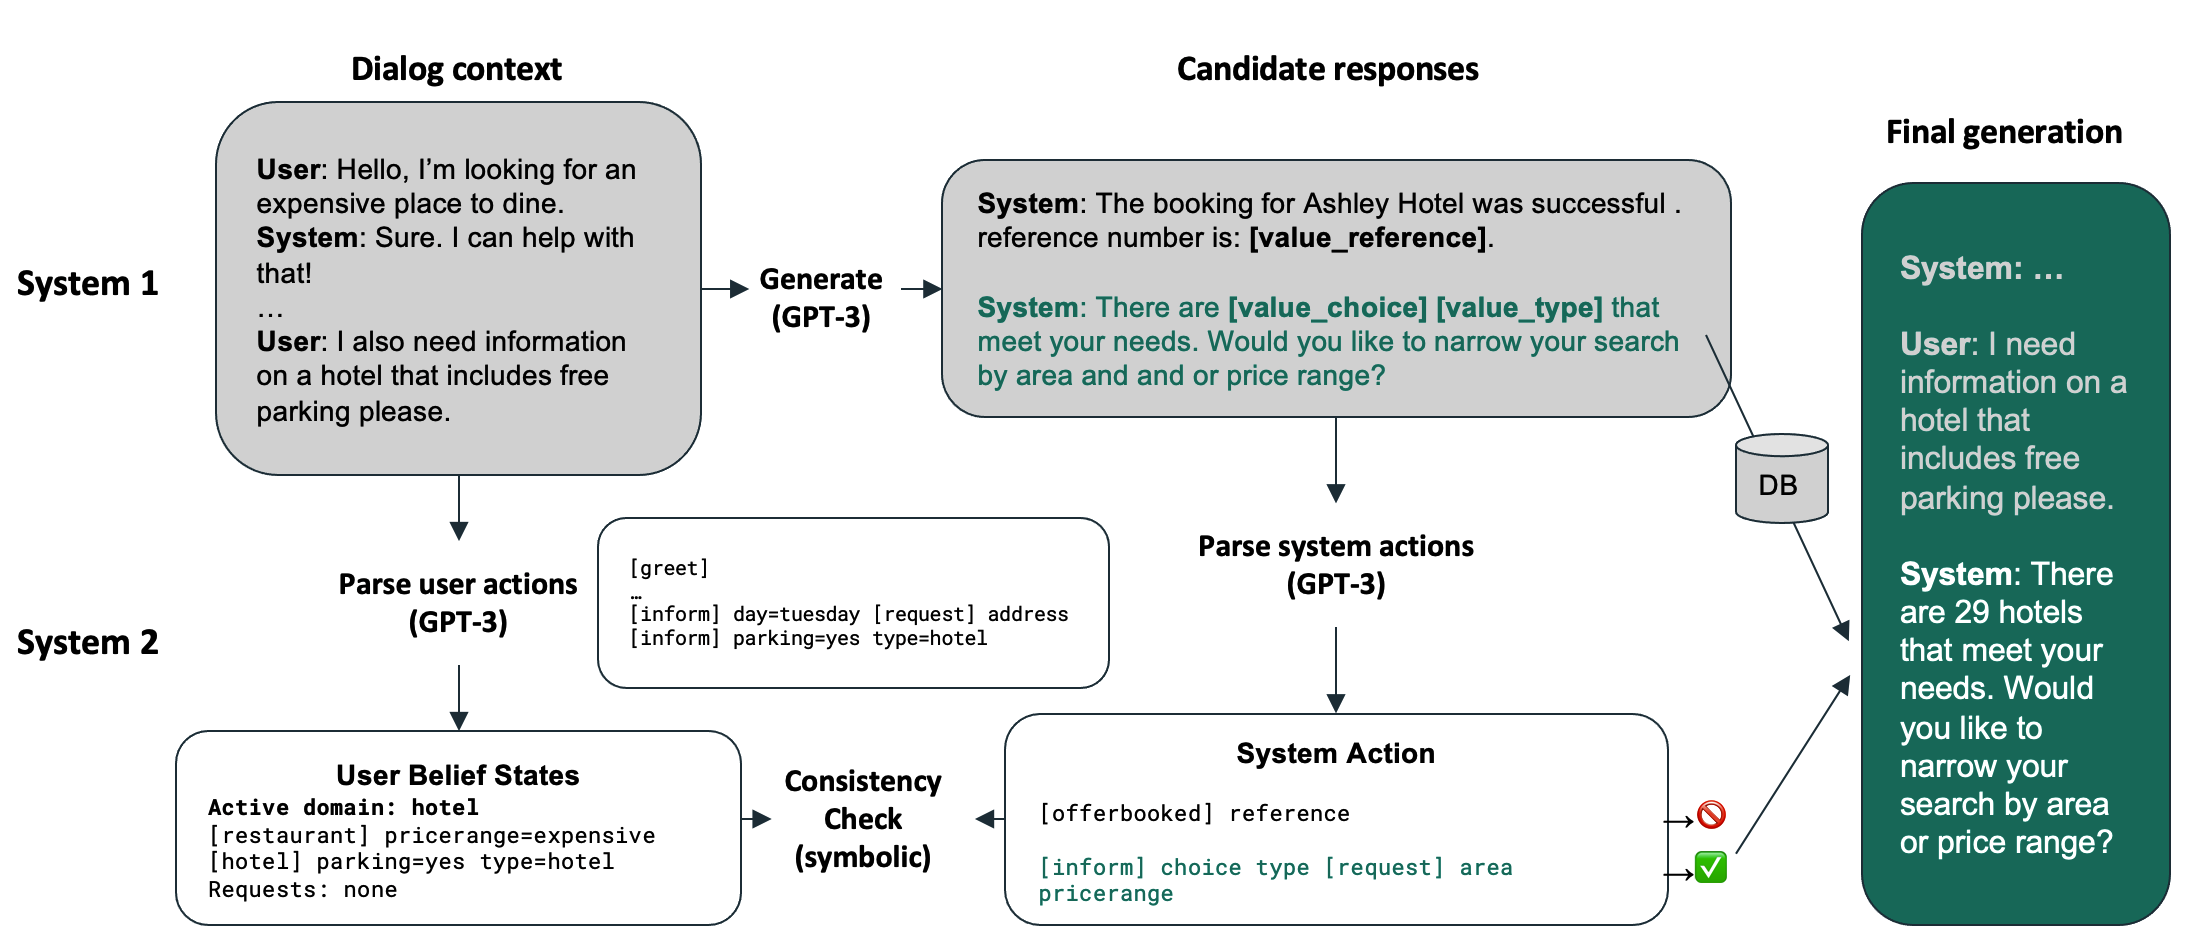 Dialog context
Candidate responses
Final generation
System 1
User: Hello, I'm looking for an
expensive place to dine.
System: Sure. I can help with
that!
...
User: I also need information
on a hotel that includes free
parking please.
Generate
(GPT-3)
System: The booking for Ashley Hotel was successful .
reference number is: [value_reference].
System: There are [value_choice] [value_type] that
meet your needs. Would you like to narrow your search
by area and and or price range?
DB
System 2
Parse user actions
(GPT-3)
[greet]
…
[inform] day=tuesday [request] address
[inform] parking=yes type=hotel
Parse system actions
(GPT-3)
User Belief States
Active domain: hotel
[restaurant] pricerange=expensive
[hotel] parking=yes type=hotel
Requests: none
Consistency
Check
(symbolic)
System Action
[offerbooked] reference
[inform] choice type [request] area
pricerange
System: ...
User: I need
information on a
hotel that
includes free
parking please.
System: There
are 29 hotels
that meet your
needs. Would
you like to
narrow your
search by area
or price range?